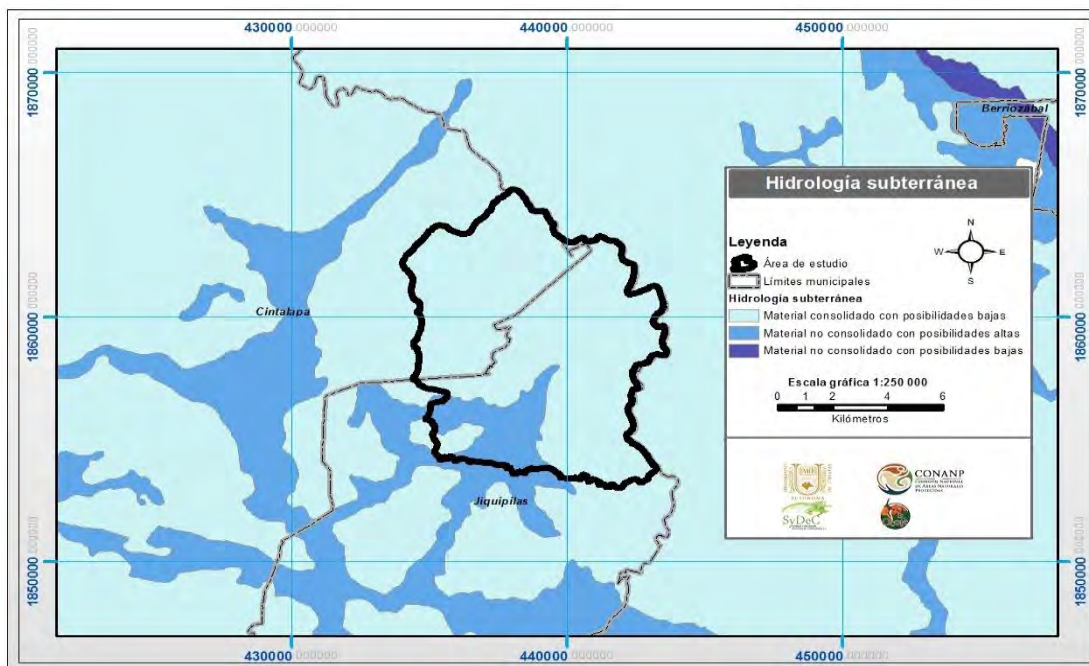 430000.000000 440000.000000 450000.000000
1870000.000000 1870000.000000
Berriozábal
Hidrología subterránea
Leyenda
N
W E
S
Área de estudio
Límites municipales
Hidrología subterránea
Material consolidado con posibilidades bajas
Material no consolidado con posibilidades altas
Material no consolidado con posibilidades bajas
Cintalapa
1860000.000000 1860000.000000
Escala gráfica 1:250 000
0 1 2 4 6
Kilómetros
Jiquipilas
CONANP
AUTÓNOMA
SyDeC
1850000.000000 1850000.000000
430000.000000 440000.000000 450000.000000